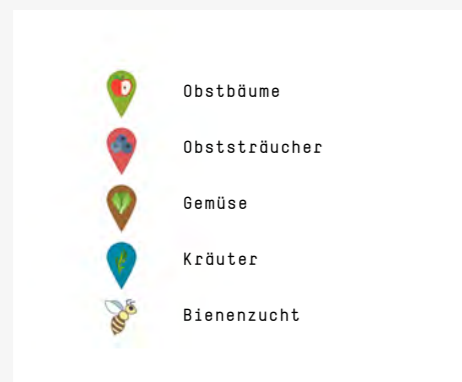 Obstbäume
Obststräucher
Gemüse
Kräuter
Bienenzucht